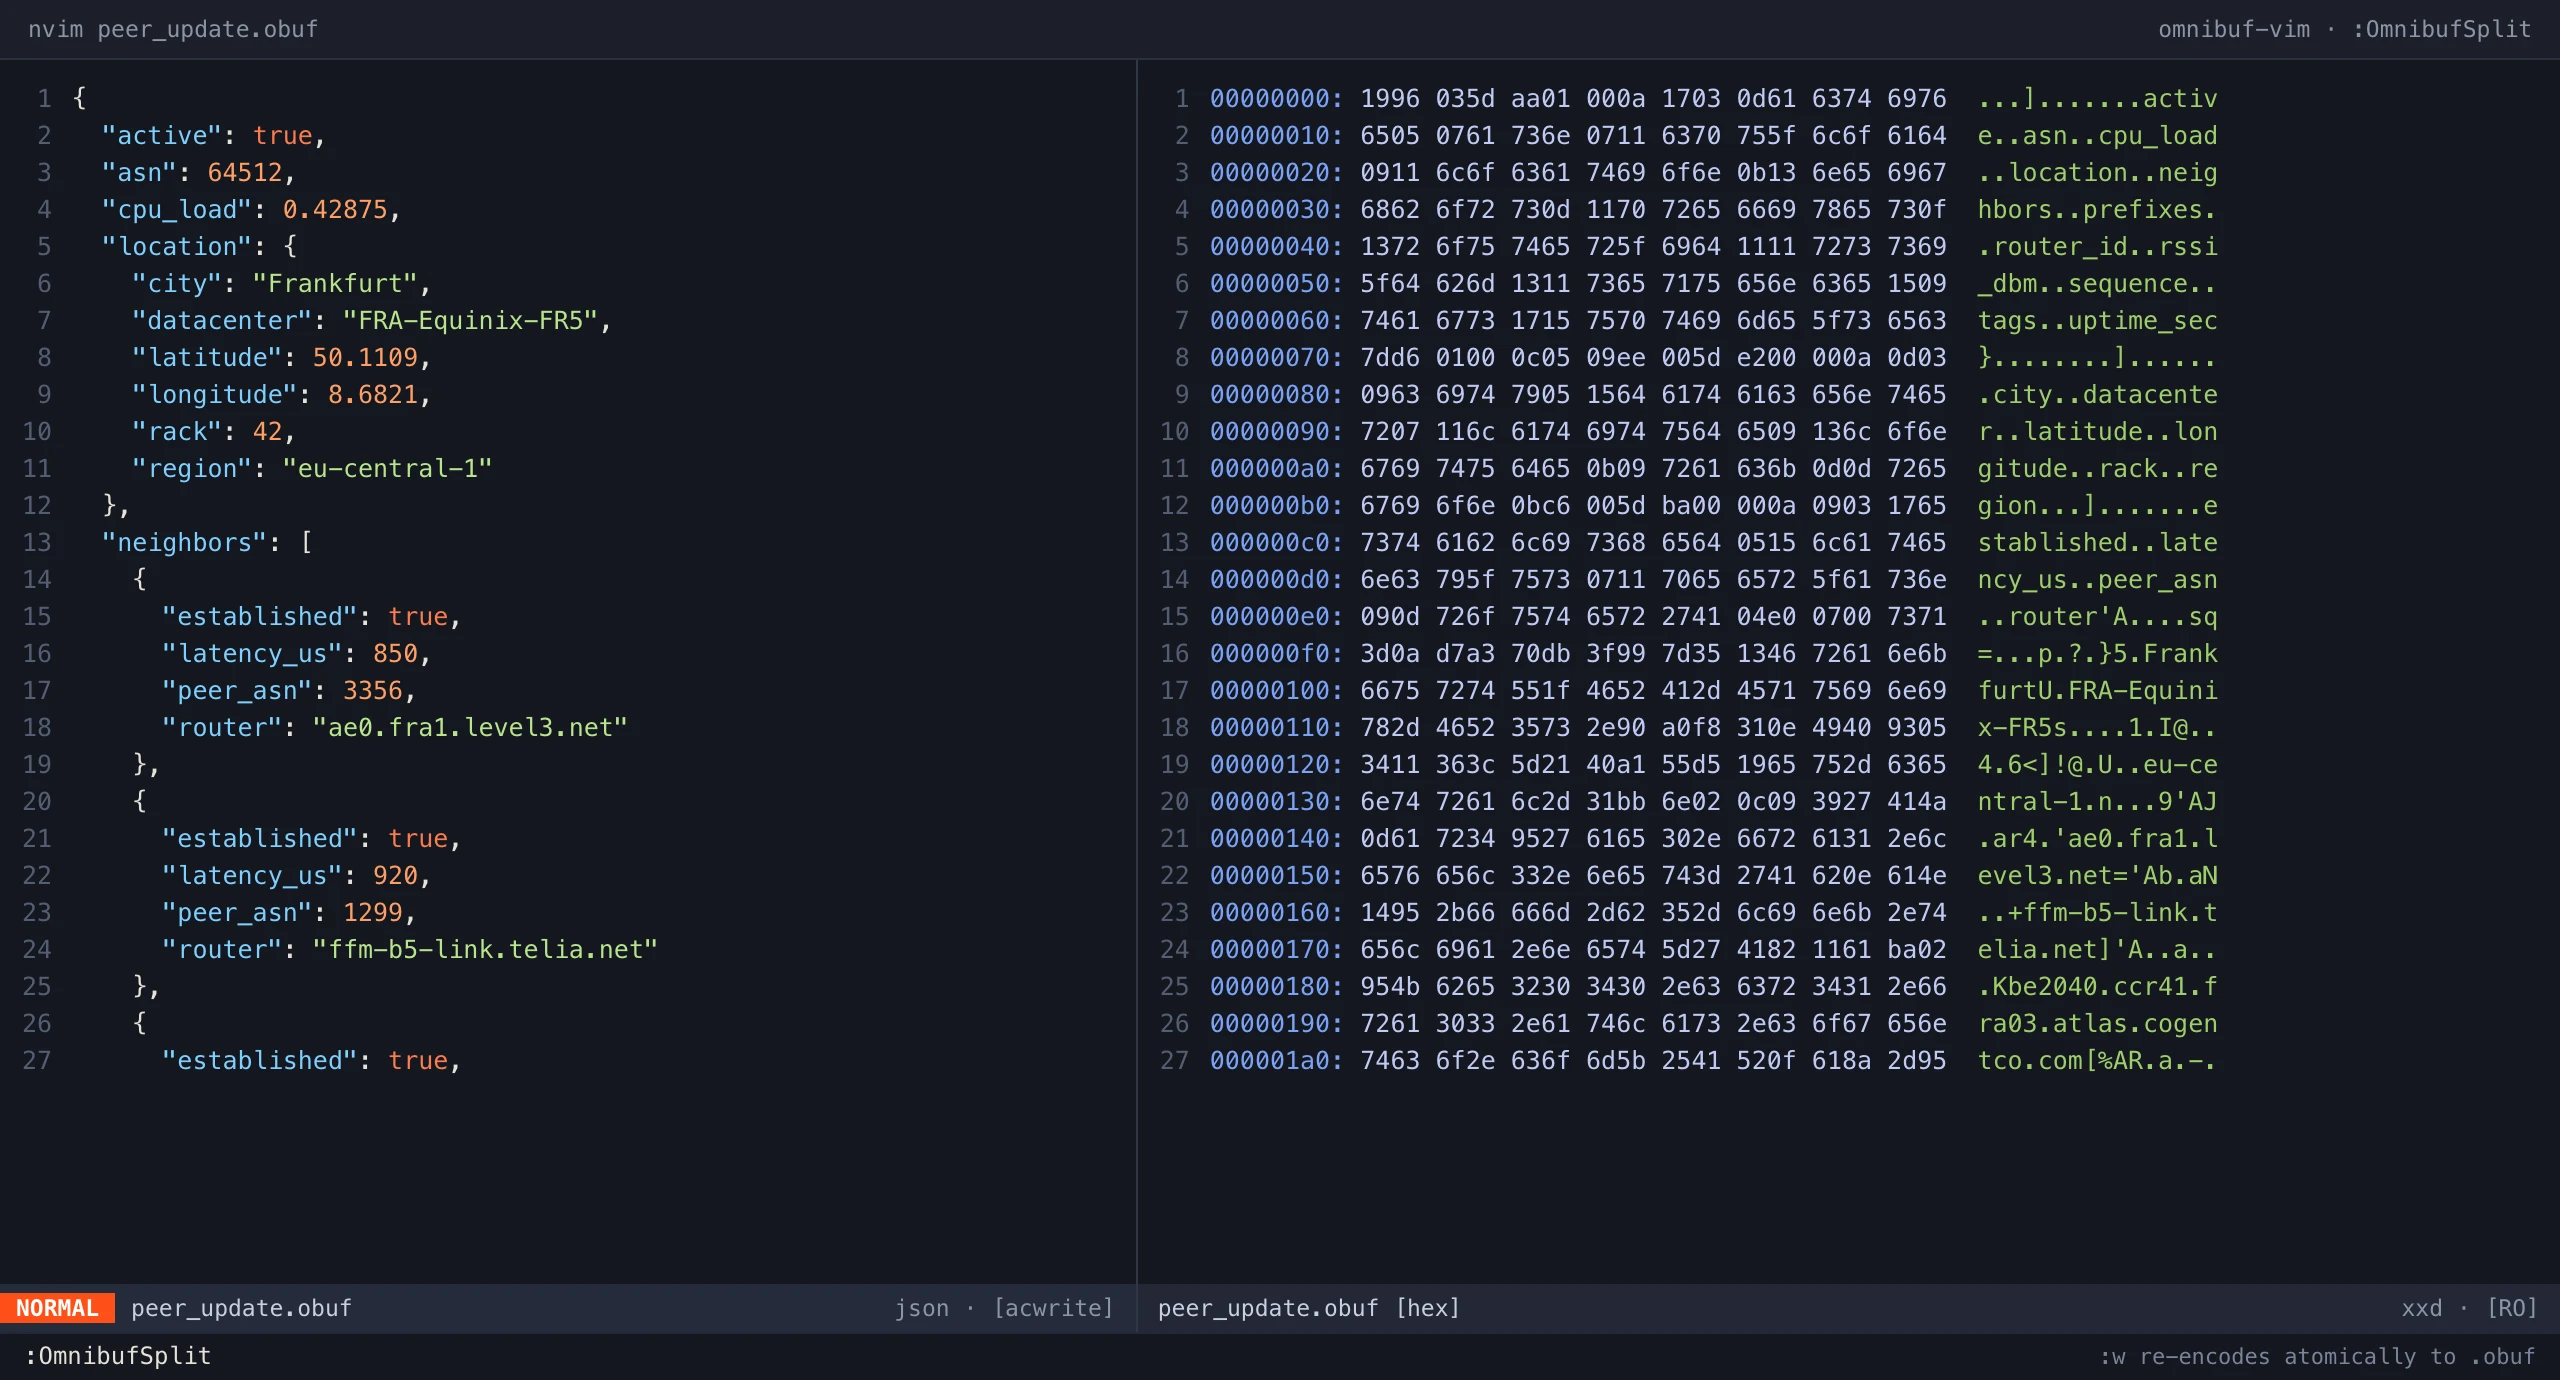 nvim peer_update.obuf
omnibuf-vim · :OmnibufSplit
1 {
2 "active": true,
3 "asn": 64512,
4 "cpu_load": 0.42875,
5 "location": {
6 "city": "Frankfurt",
7 "datacenter": "FRA-Equinix-FR5",
8 "latitude": 50.1109,
9 "longitude": 8.6821,
10 "rack": 42,
11 "region": "eu-central-1"
12 },
13 "neighbors": [
14 {
15 "established": true,
16 "latency_us": 850,
17 "peer_asn": 3356,
18 "router": "ae0.fra1.level3.net"
19 },
20 {
21 "established": true,
22 "latency_us": 920,
23 "peer_asn": 1299,
24 "router": "ffm-b5-link.telia.net"
25 },
26 {
27 "established": true,
1 00000000: 1996 035d aa01 000a 1703 0d61 6374 6976 ...].......activ
2 00000010: 6505 0761 736e 0711 6370 755f 6c6f 6164 e..asn..cpu_load
3 00000020: 0911 6c6f 6361 7469 6f6e 0b13 6e65 6967 ..location..neig
4 00000030: 6862 6f72 730d 1170 7265 6669 7865 730f hbors..prefixes.
5 00000040: 1372 6f75 7465 725f 6964 1111 7273 7369 .router_id..rssi
6 00000050: 5f64 626d 1311 7365 7175 656e 6365 1509 _dbm..sequence..
7 00000060: 7461 6773 1715 7570 7469 6d65 5f73 6563 tags..uptime_sec
8 00000070: 7dd6 0100 0c05 09ee 005d e200 000a 0d03 }........]......
9 00000080: 0963 6974 7905 1564 6174 6163 656e 7465 .city..datacente
10 00000090: 7207 116c 6174 6974 7564 6509 136c 6f6e r..latitude..lon
11 000000a0: 6769 7475 6465 0b09 7261 636b 0d0d 7265 gitude..rack..re
12 000000b0: 6769 6f6e 0bc6 005d ba00 000a 0903 1765 gion...].......e
13 000000c0: 7374 6162 6c69 7368 6564 0515 6c61 7465 stablished..late
14 000000d0: 6e63 795f 7573 0711 7065 6572 5f61 736e ncy_us..peer_asn
15 000000e0: 090d 726f 7574 6572 2741 04e0 0700 7371 ..router'A....sq
16 000000f0: 3d0a d7a3 70db 3f99 7d35 1346 7261 6e6b =...p.?.}5.Frank
17 00000100: 6675 7274 551f 4652 412d 4571 7569 6e69 furtU.FRA-Equini
18 00000110: 782d 4652 3573 2e90 a0f8 310e 4940 9305 x-FR5s....1.I@..
19 00000120: 3411 363c 5d21 40a1 55d5 1965 752d 6365 4.6<]!@.U..eu-ce
20 00000130: 6e74 7261 6c2d 31bb 6e02 0c09 3927 414a ntral-1.n...9'AJ
21 00000140: 0d61 7234 9527 6165 302e 6672 6131 2e6c .ar4.'ae0.fra1.l
22 00000150: 6576 656c 332e 6e65 743d 2741 620e 614e evel3.net='Ab.aN
23 00000160: 1495 2b66 666d 2d62 352d 6c69 6e6b 2e74 ..+ffm-b5-link.t
24 00000170: 656c 6961 2e6e 6574 5d27 4182 1161 ba02 elia.net]'A..a..
25 00000180: 954b 6265 3230 3430 2e63 6372 3431 2e66 .Kbe2040.ccr41.f
26 00000190: 7261 3033 2e61 746c 6173 2e63 6f67 656e ra03.atlas.cogen
27 000001a0: 7463 6f2e 636f 6d5b 2541 520f 618a 2d95 tco.com[%AR.a.-.
NORMAL peer_update.obuf json · [acwrite]
peer_update.obuf [hex] xxd · [RO]
:OmnibufSplit
:w re-encodes atomically to .obuf